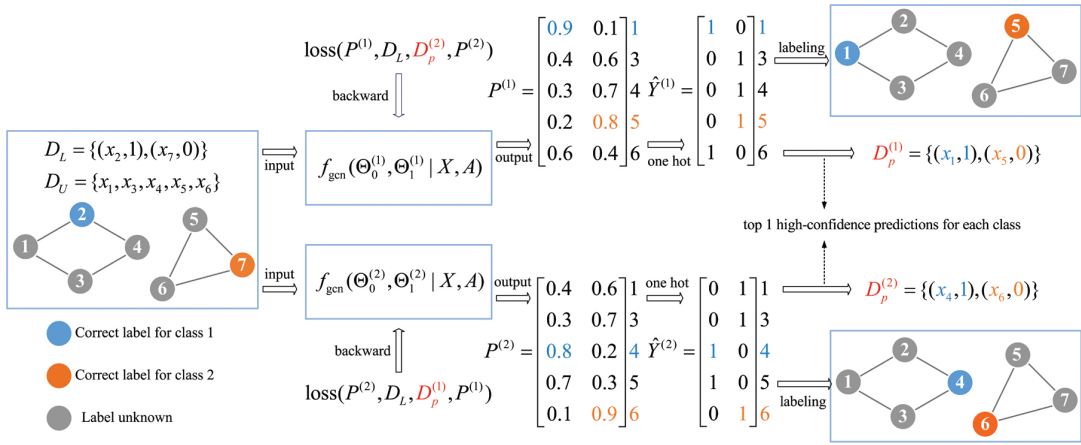 loss(P^{(1)}, D_L, D_p^{(2)}, P^{(2)})
backward
D_L = {(x_2,1),(x_7,0)}
D_U = {x_1,x_3,x_4,x_5,x_6}
2
1
4
3
5
7
6
input
f_{gcn}(Θ_0^{(1)},Θ_1^{(1)} | X, A)
output
P^{(1)} =
0.9 0.1 1
0.4 0.6 3
0.3 0.7 4
0.2 0.8 5
0.6 0.4 6
one hot
Ŷ^{(1)} =
1 0 1
0 1 3
0 1 4
0 1 5
1 0 6
labeling
2
1
4
3
5
7
6
D_p^{(1)} = {(x_1,1),(x_5,0)}
top 1 high-confidence predictions for each class
D_p^{(2)} = {(x_4,1),(x_6,0)}
input
f_{gcn}(Θ_0^{(2)},Θ_1^{(2)} | X, A)
output
P^{(2)} =
0.4 0.6 1
0.3 0.7 3
0.8 0.2 4
0.7 0.3 5
0.1 0.9 6
one hot
Ŷ^{(2)} =
0 1 1
0 1 3
1 0 4
1 0 5
0 1 6
labeling
2
1
4
3
5
7
6
backward
loss(P^{(2)}, D_L, D_p^{(1)}, P^{(1)})
Correct label for class 1
Correct label for class 2
Label unknown